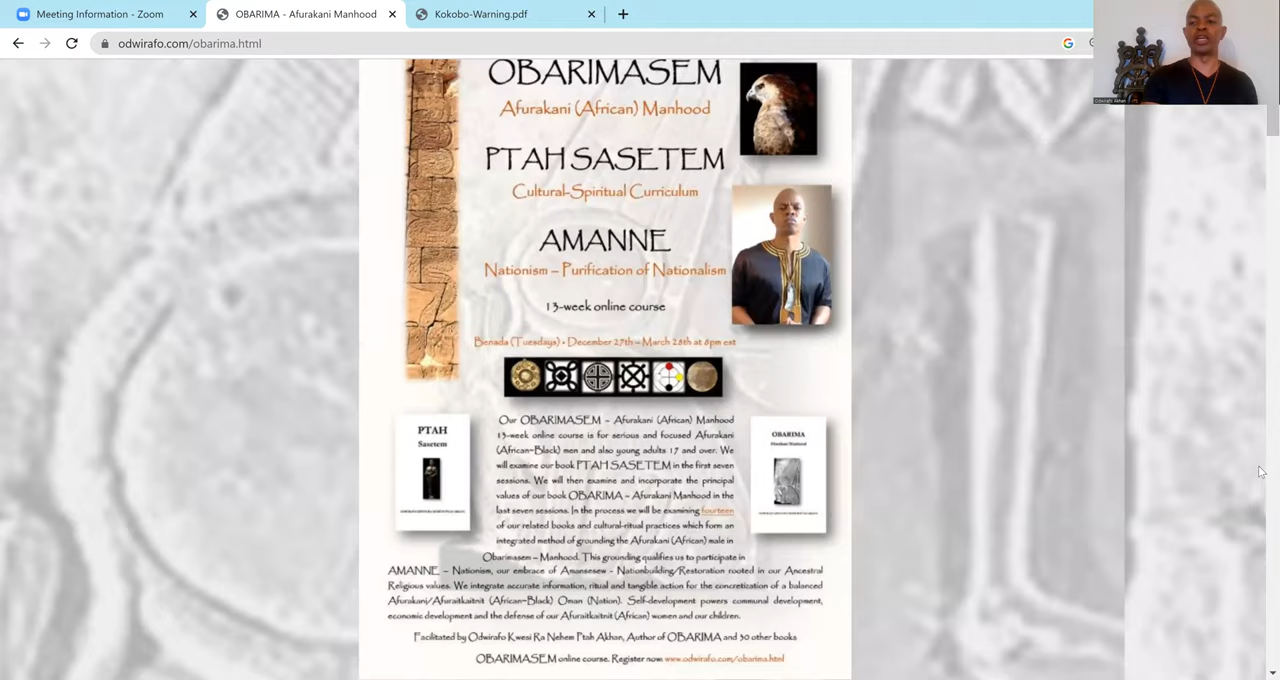 Meeting Information - Zoom
OBARIMA - Afurakani Manhood
Kokobo-Warning.pdf
odwirafo.com/obarima.html
OBARIMASEM
Afurakani (African) Manhood
PTAH SASETEM
Cultural-Spiritual Curriculum
AMANNE
Nationism – Purification of Nationalism
13-week online course
Benada (Tuesdays) • December 27th – March 28th at 8pm est
PTAH
Sasetem
Our OBARIMASEM – Afurakani (African) Manhood
13-week online course is for serious and focused Afurakani
(African~Black) men and also young adults 17 and over. We
will examine our book PTAH SASETEM in the first seven
sessions. We will then examine and incorporate the principal
values of our book OBARIMA – Afurakani Manhood in the
last seven sessions. In the process we will be examining fourteen
of our related books and cultural-ritual practices which form an
integrated method of grounding the Afurakani (African) male in
Obarimasem – Manhood. This grounding qualifies us to participate in
AMANNE – Nationism, our embrace of Amansesew - Nationbuilding/Restoration rooted in our Ancestral
Religious values. We integrate accurate information, ritual and tangible action for the concretization of a balanced
Afurakani/Afuraitkaitnit (African~Black) Oman (Nation). Self-development powers communal development,
economic development and the defense of our Afuraitkaitnit (African) women and our children.
OBARIMA
Afurakani Manhood
Facilitated by Odwirafo Kwesi Ra Nehem Ptah Akhan, Author of OBARIMA and 30 other books
OBARIMASEM online course. Register now: www.odwirafo.com/obarima.html
Odwirafo Akhan